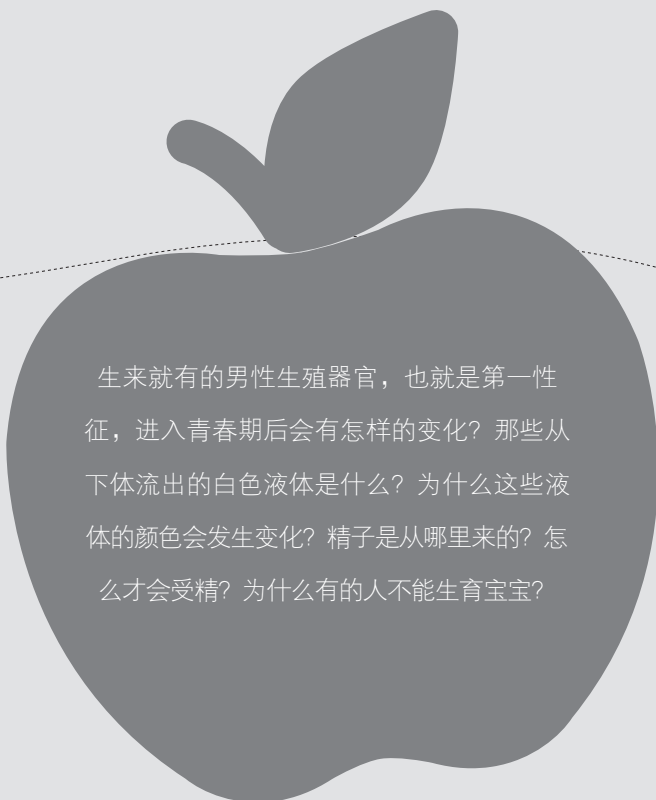 生来就有的男性生殖器官，也就是第一性
征，进入青春期后会有怎样的变化？那些从
下体流出的白色液体是什么？为什么这些液
体的颜色会发生变化？精子是从哪里来的？怎
么才会受精？为什么有的人不能生育宝宝？